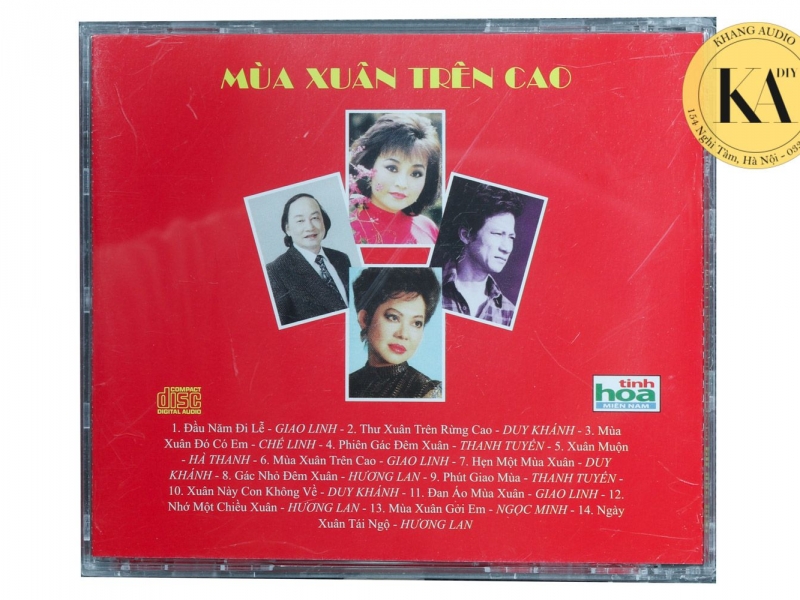 MÙA XUÂN TRÊN CAO
KHANG AUDIO
KA
DIY
154 Nghi Tàm, Hà Nội - 033
COMPACT
disc
DIGITAL AUDIO
tinh
hoa
MIỀN NAM
1. Đầu Năm Đi Lễ - GIAO LINH - 2. Thư Xuân Trên Rừng Cao - DUY KHÁNH - 3. Mùa
Xuân Đó Có Em - CHẾ LINH - 4. Phiên Gác Đêm Xuân - THANH TUYỀN - 5. Xuân Muộn
- HÀ THANH - 6. Mùa Xuân Trên Cao - GIAO LINH - 7. Hẹn Một Mùa Xuân - DUY
KHÁNH - 8. Gác Nhỏ Đêm Xuân - HƯƠNG LAN - 9. Phút Giao Mùa - THANH TUYỀN -
10. Xuân Này Con Không Về - DUY KHÁNH - 11. Đan Áo Mùa Xuân - GIAO LINH - 12.
Nhớ Một Chiều Xuân - HƯƠNG LAN - 13. Mùa Xuân Gởi Em - NGỌC MINH - 14. Ngày
Xuân Tái Ngộ - HƯƠNG LAN